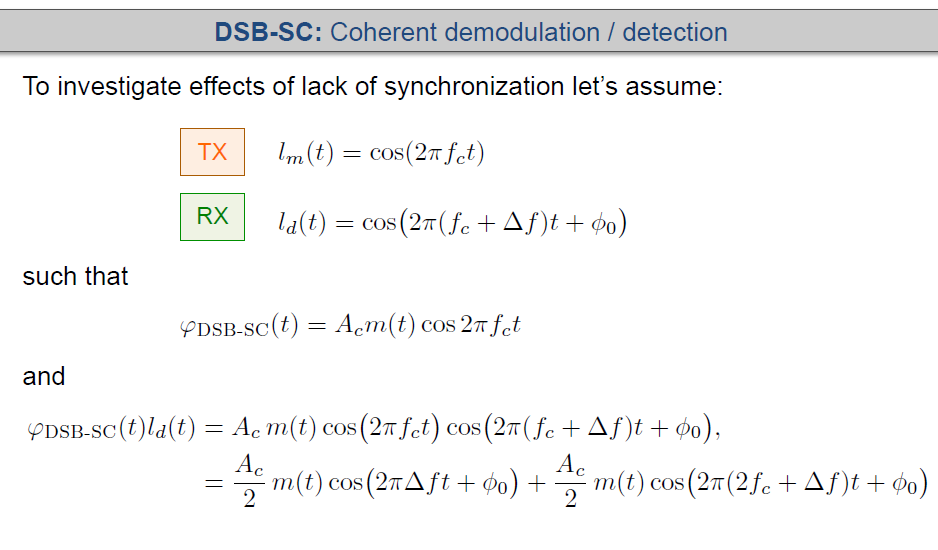 DSB-SC: Coherent demodulation / detection
To investigate effects of lack of synchronization let's assume:
TX l_m(t) = cos(2πf_c t)
RX l_d(t) = cos(2π(f_c + Δf)t + ϕ_0)
such that
φ_DSB-SC(t) = A_c m(t) cos 2πf_c t
and
φ_DSB-SC(t)l_d(t) = A_c m(t) cos(2πf_c t) cos(2π(f_c + Δf)t + ϕ_0),
= A_c/2 m(t) cos(2πΔft + ϕ_0) + A_c/2 m(t) cos(2π(2f_c + Δf)t + ϕ_0)